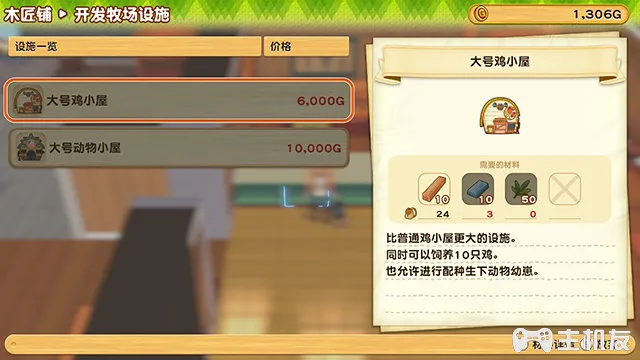 木匠铺 ▶ 开发牧场设施
1,306G
设施一览
价格
大号鸡小屋
6,000G
大号动物小屋
10,000G
大号鸡小屋
需要的材料
10
10
50
24
3
0
比普通鸡小屋更大的设施。
同时可以饲养10只鸡。
也允许进行配种生下动物幼崽。
主机友